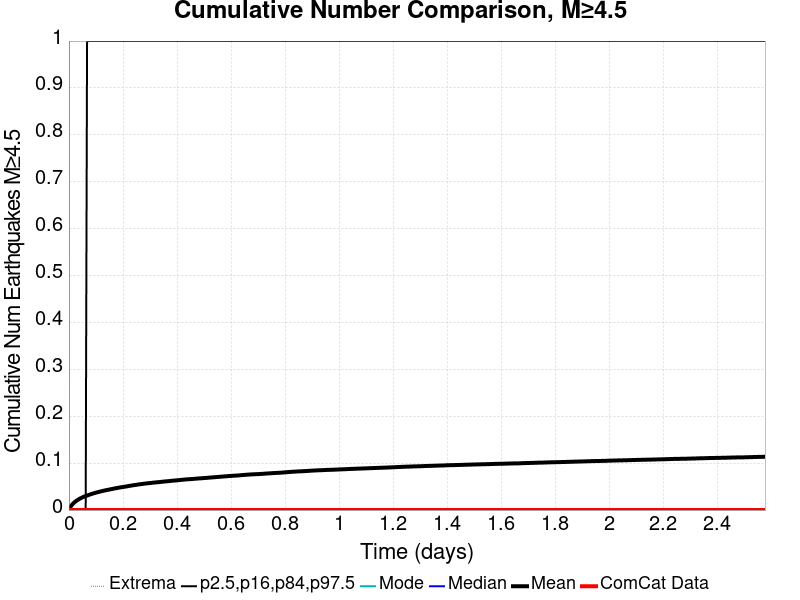 Cumulative Number Comparison, M≥4.5
Cumulative Num Earthquakes M≥4.5
1
0.9
0.8
0.7
0.6
0.5
0.4
0.3
0.2
0.1
0
0 0.2 0.4 0.6 0.8 1 1.2 1.4 1.6 1.8 2 2.2 2.4
Time (days)
Extrema p2.5,p16,p84,p97.5 Mode Median Mean ComCat Data